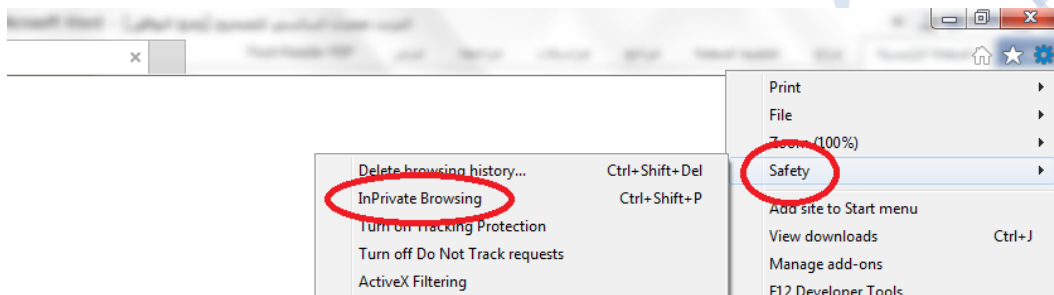 Print
File
Zoom (100%)
Safety
Add site to Start menu
View downloads Ctrl+J
Manage add-ons
F12 Developer Tools
Delete browsing history... Ctrl+Shift+Del
InPrivate Browsing Ctrl+Shift+P
Turn off Tracking Protection
Turn off Do Not Track requests
ActiveX Filtering